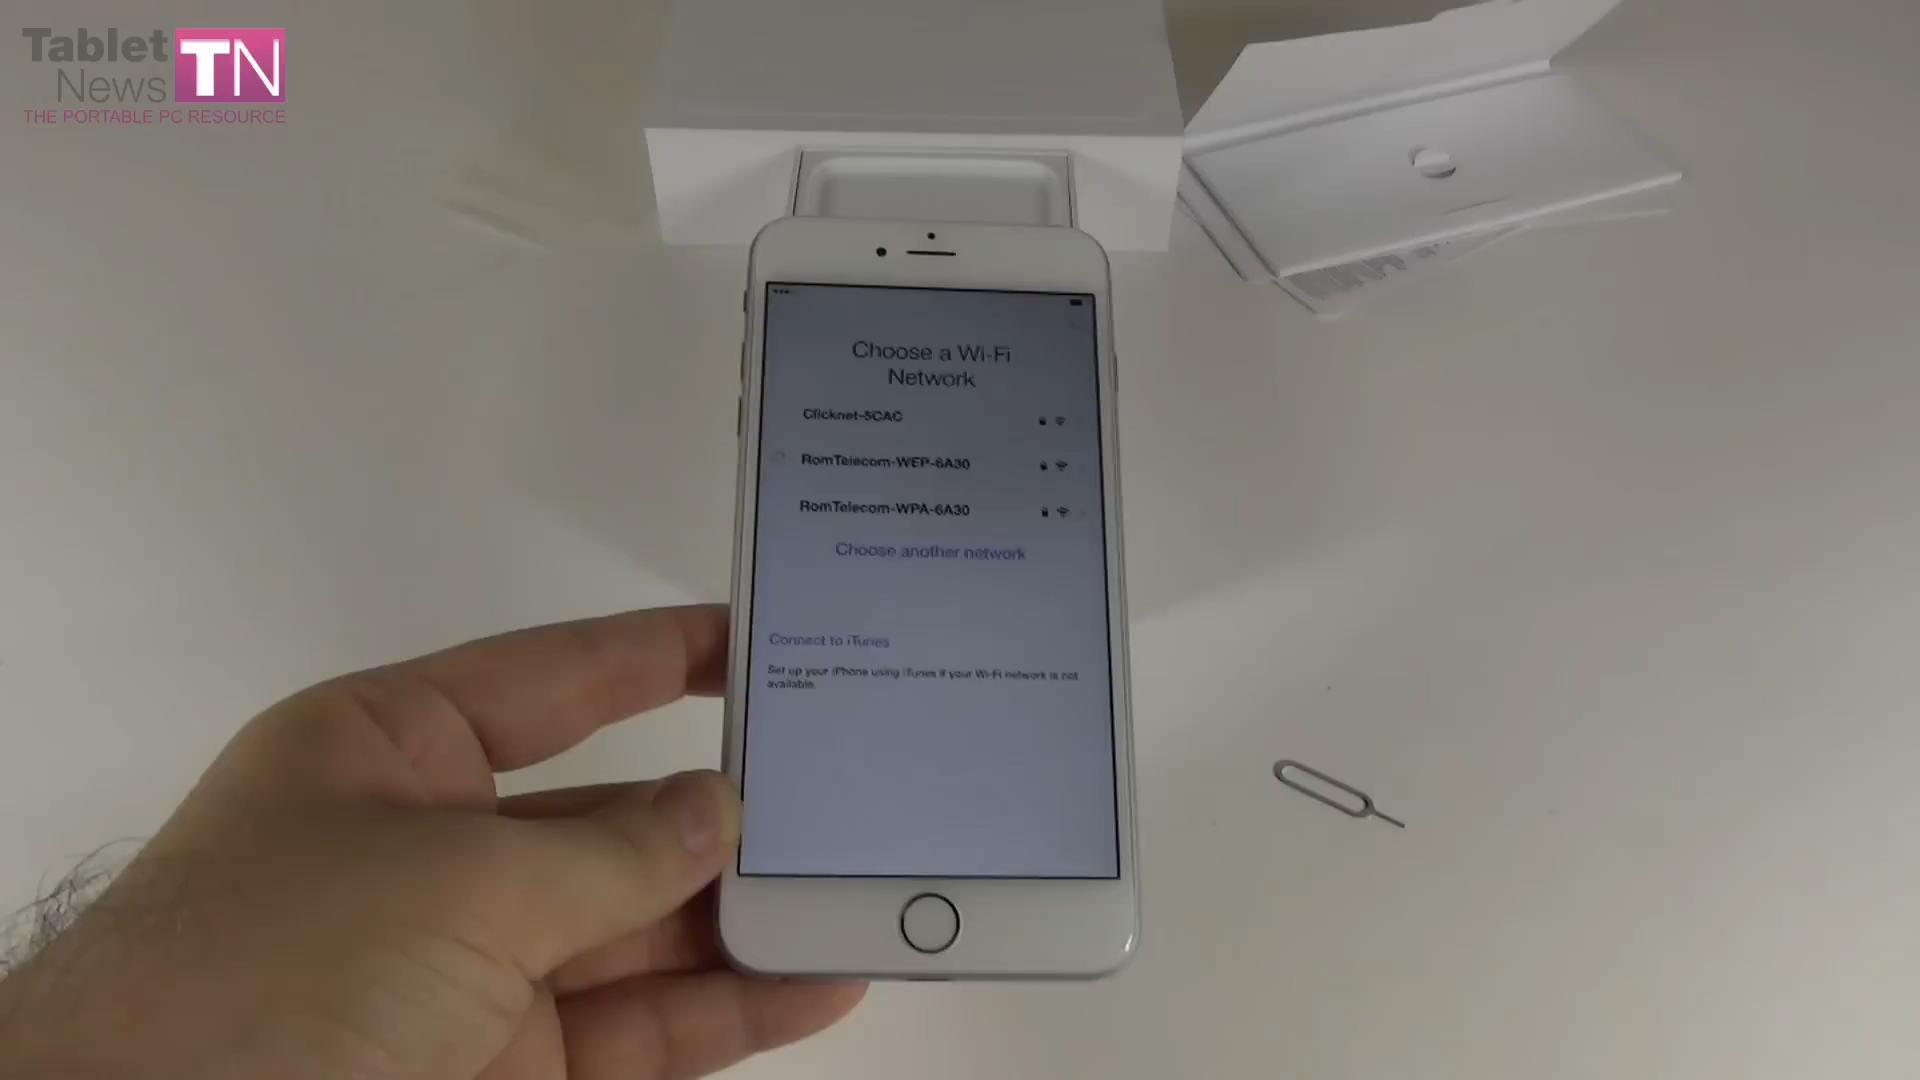 Tablet
News TN
THE PORTABLE PC RESOURCE
Choose a Wi-Fi
Network
Clicknet-5CAC
RomTelecom-WEP-6A30
RomTelecom-WPA-6A30
Choose another network
Connect to iTunes
Set up your iPhone using iTunes if your Wi-Fi network is not
available.